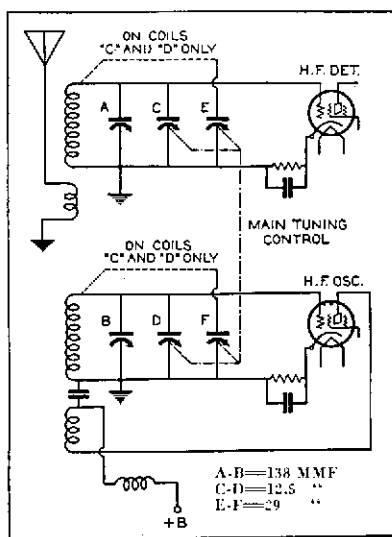 ON COILS
"C" AND "D" ONLY
H.F. DET.
A
C
E
MAIN TUNING
CONTROL
ON COILS
"C" AND "D" ONLY
H.F. OSC.
B
D
F
A-B=138 MMF
C-D=12.5 "
E-F=29 "
+B